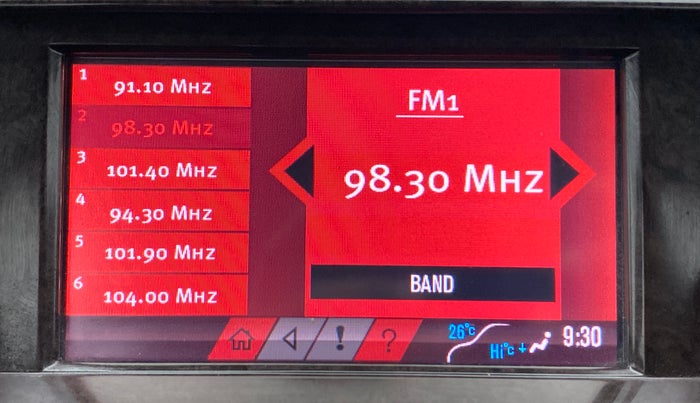 1 91.10 MHz
2 98.30 MHz
3 101.40 MHz
4 94.30 MHz
5 101.90 MHz
6 104.00 MHz
FM1
98.30 MHz
BAND
! ?
26°c
Hi°c
9:30